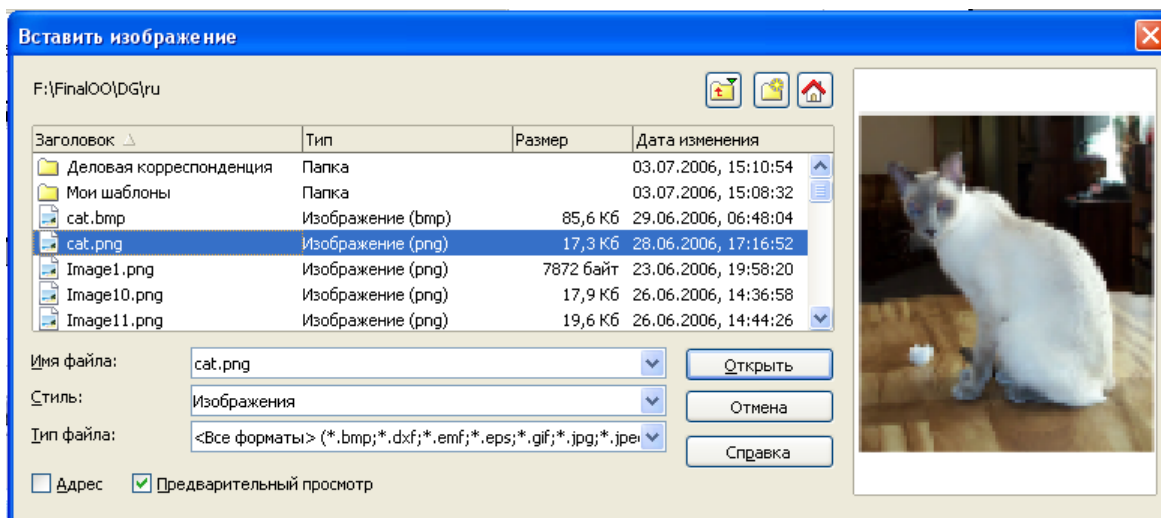 Вставить изображение
F:\FinalOO\DG\ru
Заголовок Тип Размер Дата изменения
Деловая корреспонденция Папка 03.07.2006, 15:10:54
Мои шаблоны Папка 03.07.2006, 15:08:32
cat.bmp Изображение (bmp) 85,6 Кб 29.06.2006, 06:48:04
cat.png Изображение (png) 17,3 Кб 28.06.2006, 17:16:52
Image1.png Изображение (png) 7872 байт 23.06.2006, 19:58:20
Image10.png Изображение (png) 17,9 Кб 26.06.2006, 14:36:58
Image11.png Изображение (png) 19,6 Кб 26.06.2006, 14:44:26
Имя файла: cat.png Открыть
Стиль: Изображения Отмена
Тип файла: <Все форматы> (*.bmp;*.dxf;*.emf;*.eps;*.gif;*.jpg;*.jpe Справка
Адрес Предварительный просмотр